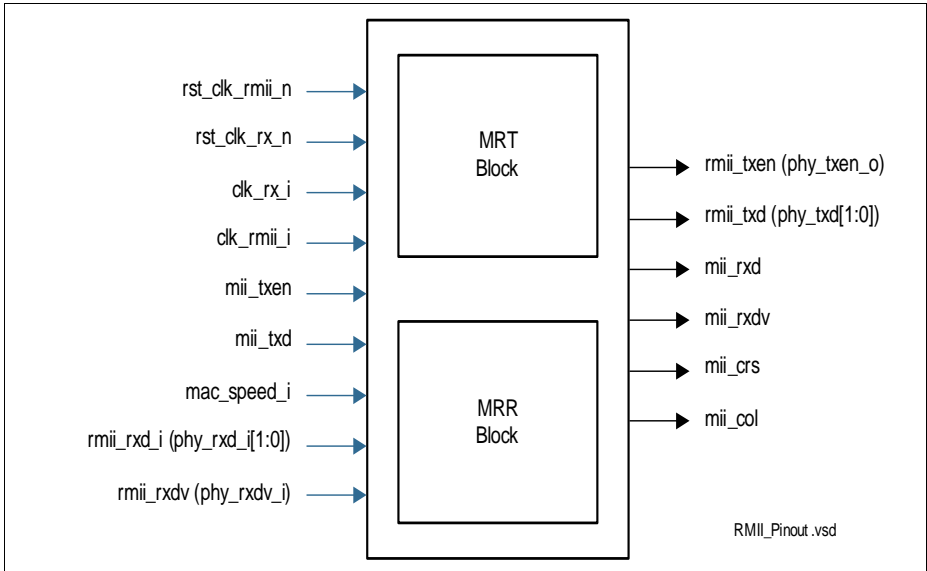 rst_clk_rmii_n
rst_clk_rx_n
clk_rx_i
clk_rmii_i
mii_txen
mii_txd
mac_speed_i
rmii_rxd_i (phy_rxd_i[1:0])
rmii_rxdv (phy_rxdv_i)
MRT
Block
MRR
Block
rmii_txen (phy_txen_o)
rmii_txd (phy_txd[1:0])
mii_rxd
mii_rxdv
mii_crs
mii_col
RMII_Pinout .vsd